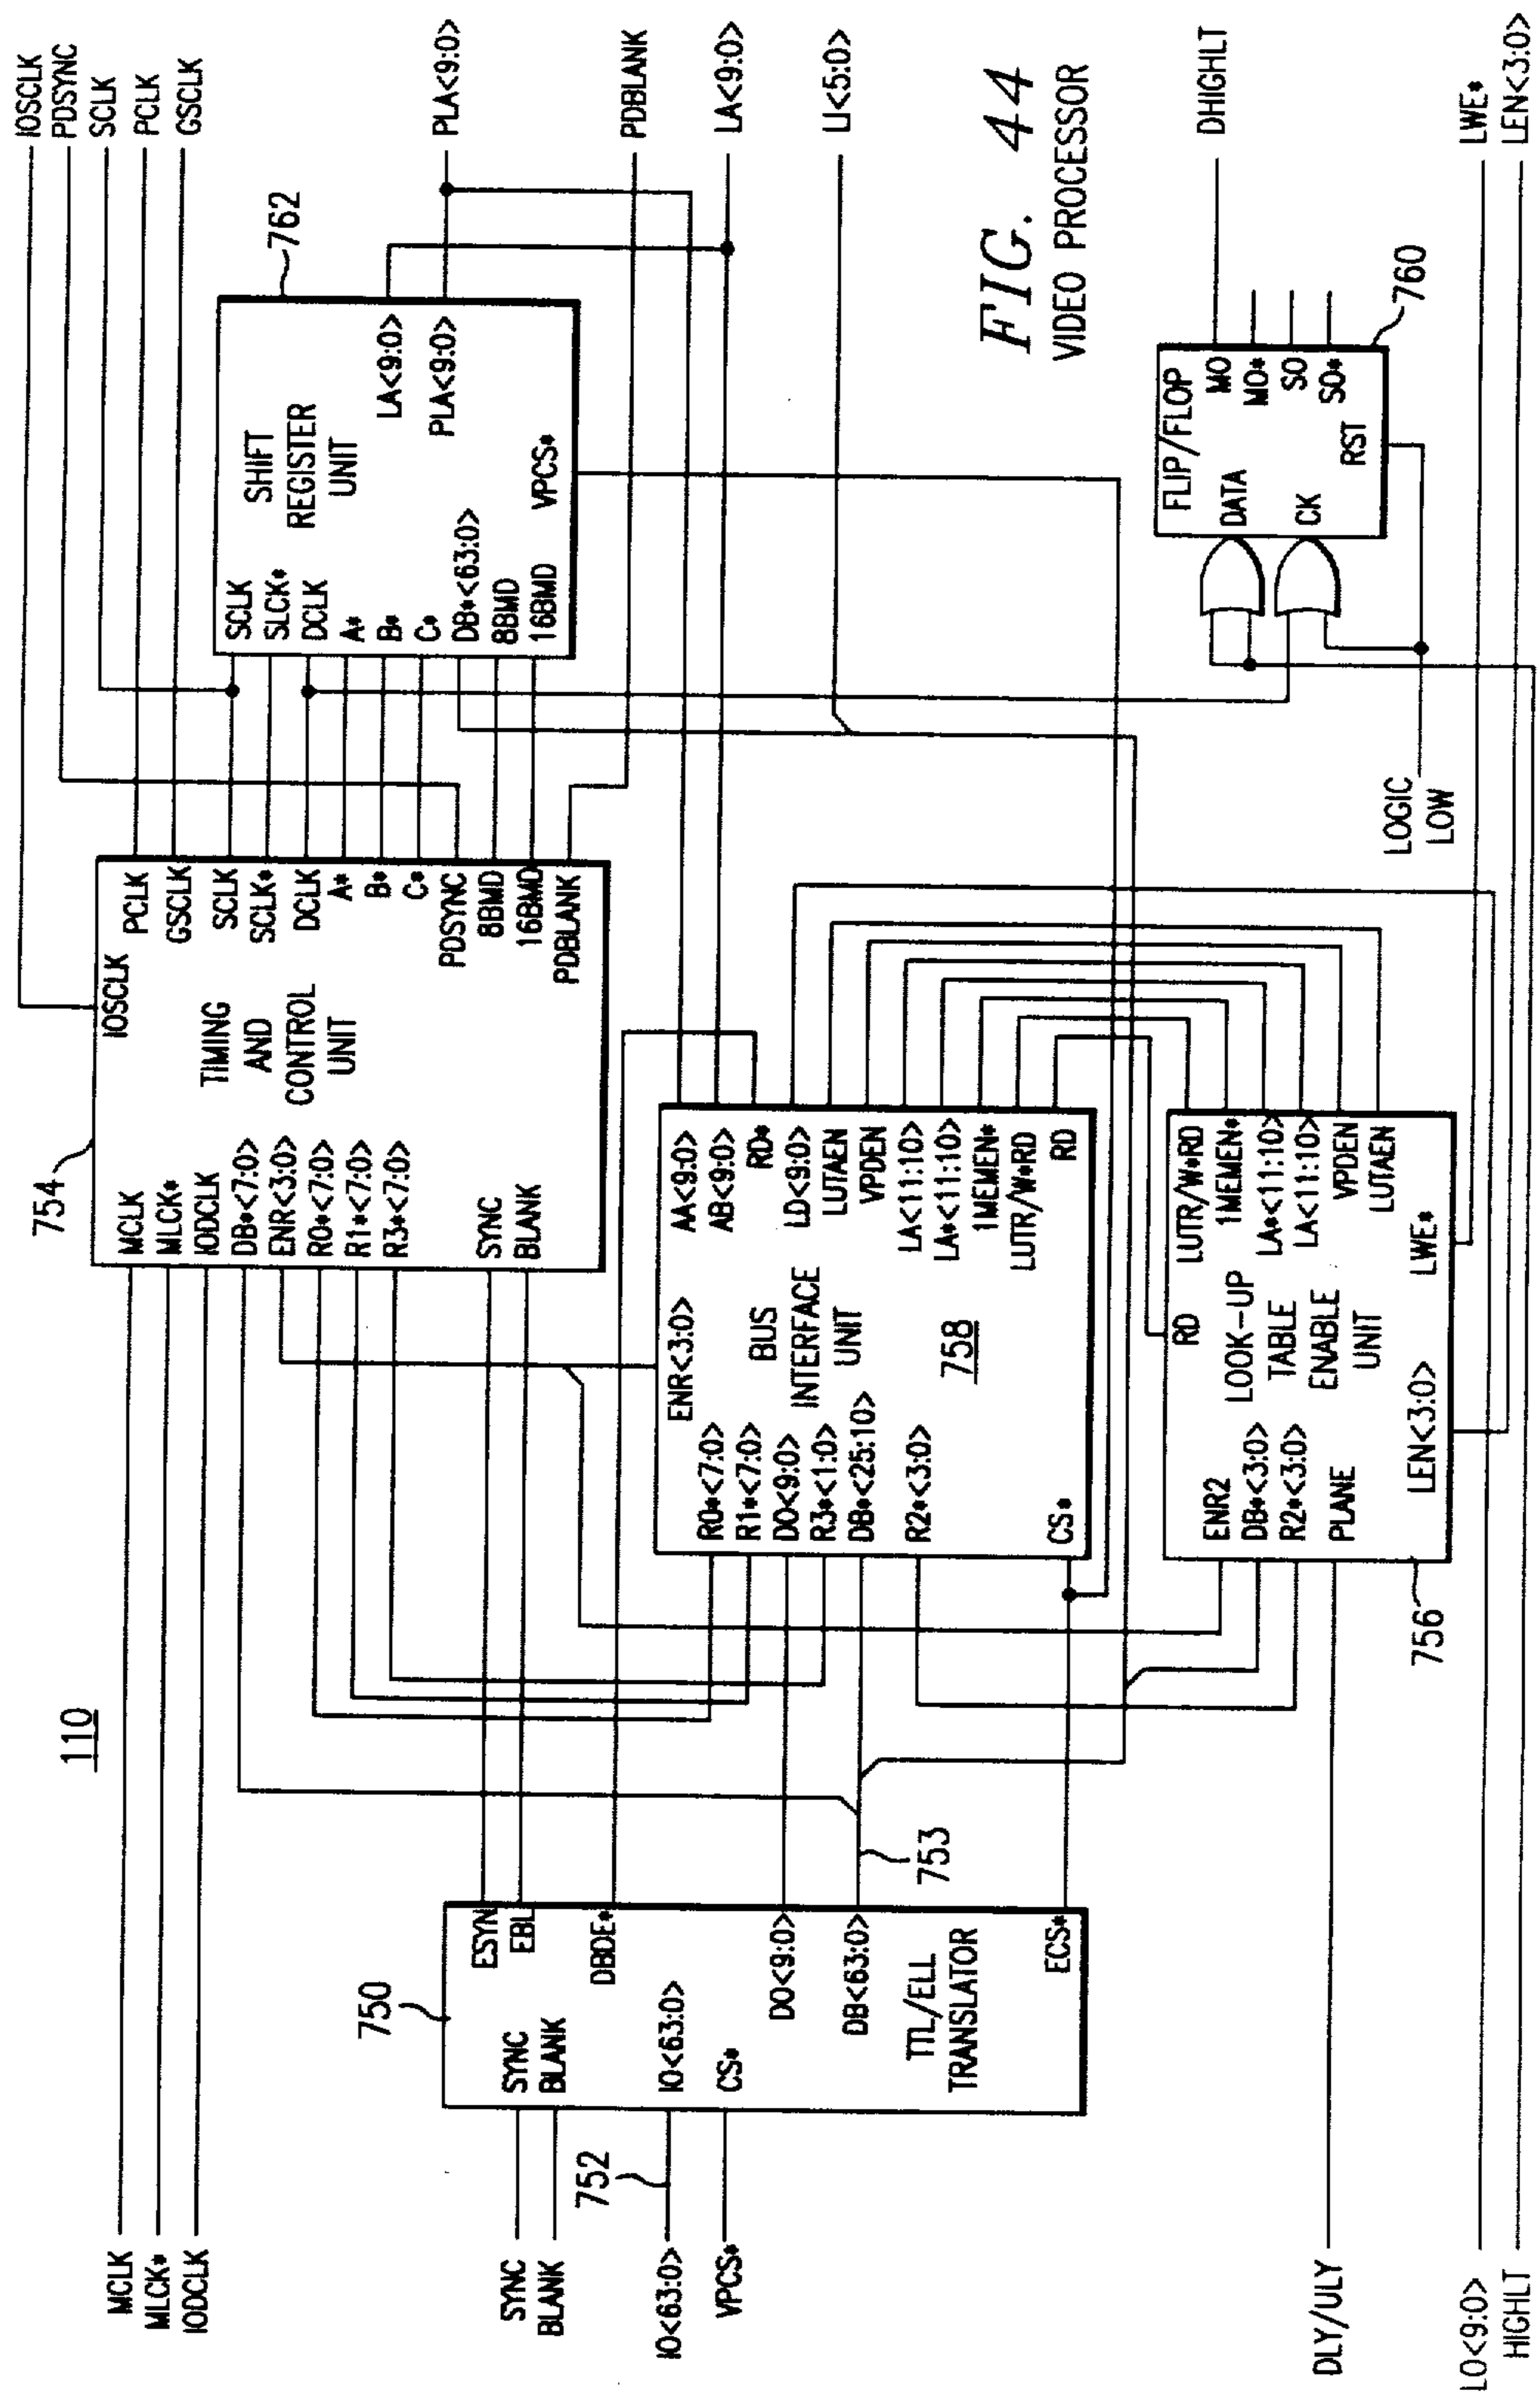 110
MCLK
MLCK*
IODCLK
SYNC
BLANK
752
IO<63:0>
VPCS*
DLY/ULY
LO<9:0>
HIGHLT
750
SYNC
BLANK
IO<63:0>
CS*
TTL/ELL
TRANSLATOR
ESYN
EBL
DBDE*
DO<9:0>
DB<63:0>
ECS*
753
754
MCLK
MLCK*
IODCLK
DB*<7:0>
ENR<3:0>
R0*<7:0>
R1*<7:0>
R3*<7:0>
SYNC
BLANK
TIMING
AND
CONTROL
UNIT
IOSCLK
PCLK
GSCLK
SCLK
SCLK*
DCLK
A*
B*
C*
PDSYNC
8BMD
16BMD
PDBLANK
ENR<3:0>
R0*<7:0>
R1*<7:0>
DO<9:0>
R3*<1:0>
DB*<25:10>
R2*<3:0>
CS*
BUS
INTERFACE
UNIT
758
AA<9:0>
AB<9:0>
RD*
LD<9:0>
LUTAEN
VPDEN
LA<11:10>
LA*<11:10>
1MEMEN*
LUTR/W*RD
RD
756
ENR2
DB*<3:0>
R2*<3:0>
PLANE
LEN<3:0>
RD
LOOK-UP
TABLE
ENABLE
UNIT
LUTR/W*RD
1MEMEN*
LA*<11:10>
LA<11:10>
VPDEN
LUTAEN
LWE*
762
SCLK
SLCK*
DCLK
A*
B*
C*
DB*<63:0>
8BMD
16BMD
SHIFT
REGISTER
UNIT
LA<9:0>
PLA<9:0>
VPCS*
LOGIC
LOW
FLIP/FLOP
DATA
CK
RST
MO
MO*
SO
SO*
760
IOSCLK
PDSYNC
SCLK
PCLK
GSCLK
PLA<9:0>
PDBLANK
LA<9:0>
LI<5:0>
DHIGHLT
LWE*
LEN<3:0>
FIG. 44
VIDEO PROCESSOR